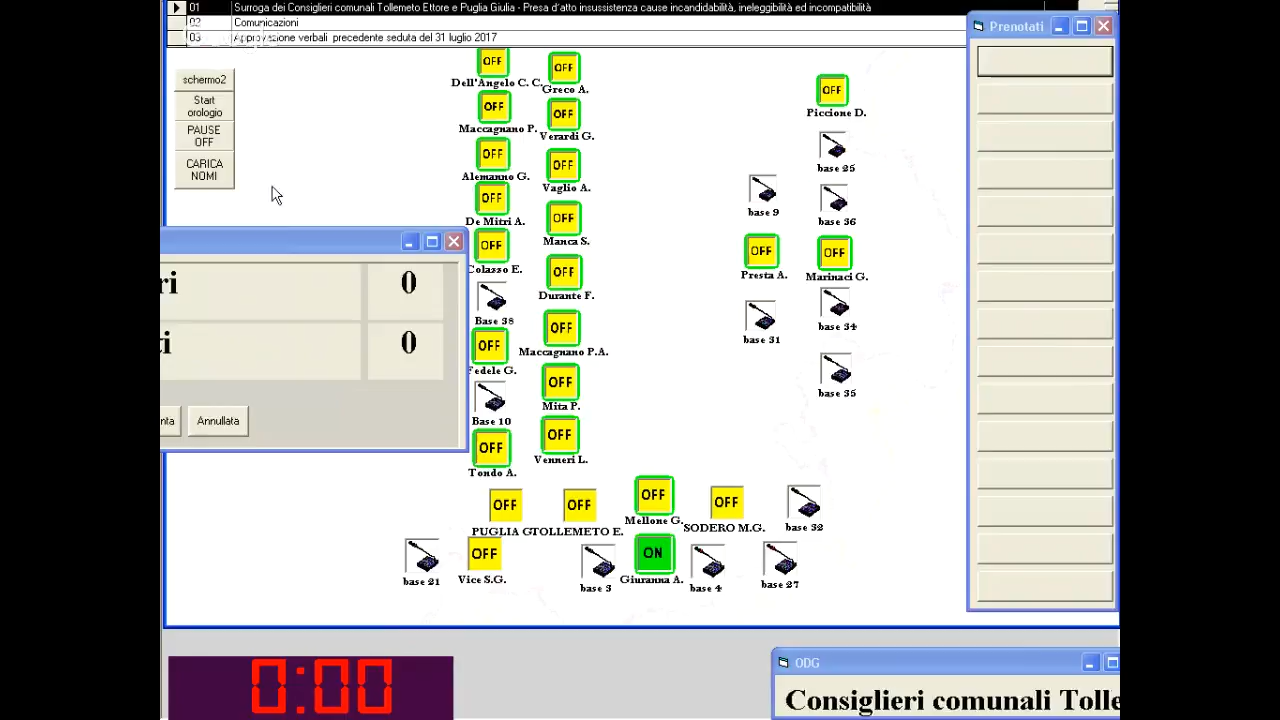 01 Surroga dei Consiglieri comunali Tollemeto Ettore e Puglia Giulia - Presa d'atto insussistenza cause incandidabilità, ineleggibilità ed incompatibilità
02 Comunicazioni
03 Approvazione verbali precedente seduta del 31 luglio 2017
Prenotati
schermo2
Start
orologio
PAUSE
OFF
CARICA
NOMI
OFF
Dell'Angelo C. C.
OFF
Greco A.
OFF
Maccagnano P.
OFF
Verardi G.
OFF
Alemanno G.
OFF
Vaglio A.
OFF
De Mitri A.
OFF
Manca S.
OFF
Colazzo E.
OFF
Durante F.
Base 38
OFF
Maccagnano P.A.
OFF
Fedele G.
OFF
Mita P.
Base 10
OFF
Venneri L.
OFF
Tondo A.
OFF
Piccione D.
base 25
base 9
base 36
OFF
Presta A.
OFF
Marinaci G.
base 34
base 31
base 35
ri 0
ti 0
nta
Annullata
OFF
PUGLIA G
OFF
TOLLEMETO E.
OFF
Mellone G.
OFF
SODERO M.G.
base 32
base 21
OFF
Vice S.G.
base 3
ON
Giuranna A.
base 4
base 27
0:00
ODG
Consiglieri comunali Tolle